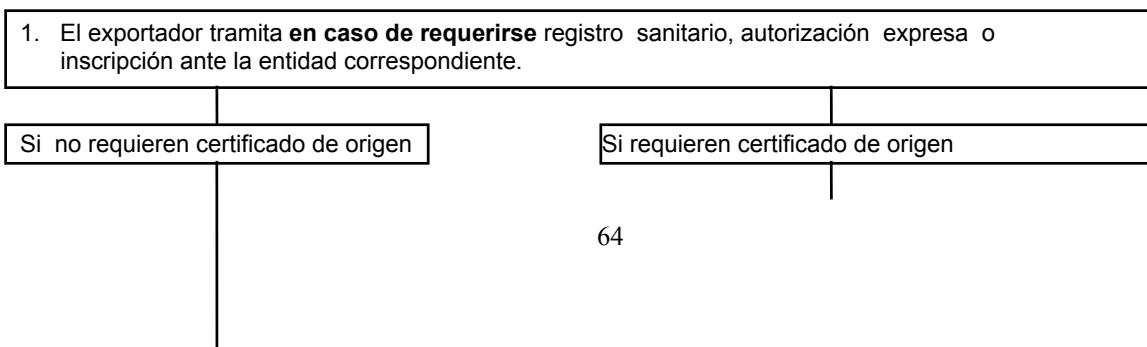 1. El exportador tramita en caso de requerirse registro sanitario, autorización expresa o
inscripción ante la entidad correspondiente.
Si no requieren certificado de origen
Si requieren certificado de origen
64